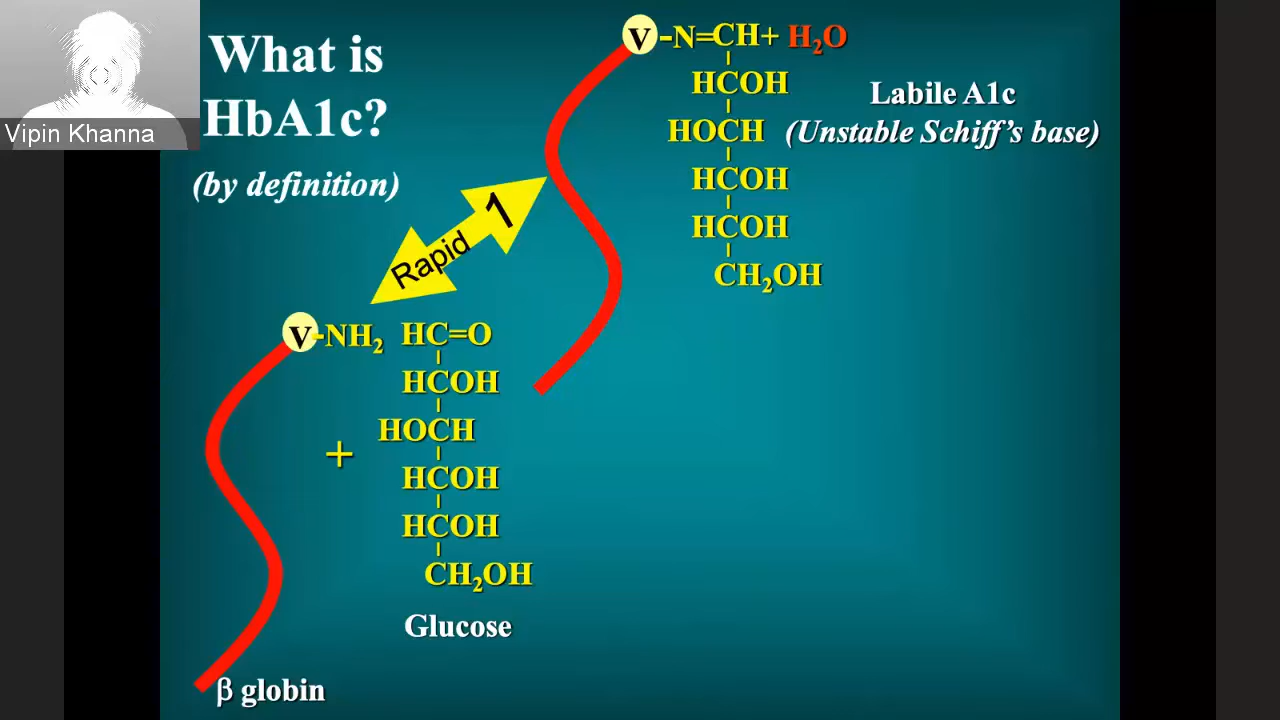 Vipin Khanna
What is
HbA1c?
(by definition)
V-N=CH+ H₂O
HCOH
HOCH
HCOH
HCOH
CH₂OH
Labile A1c
(Unstable Schiff's base)
Rapid 1
V-NH₂ HC=O
HCOH
+
HOCH
HCOH
HCOH
CH₂OH
Glucose
β globin